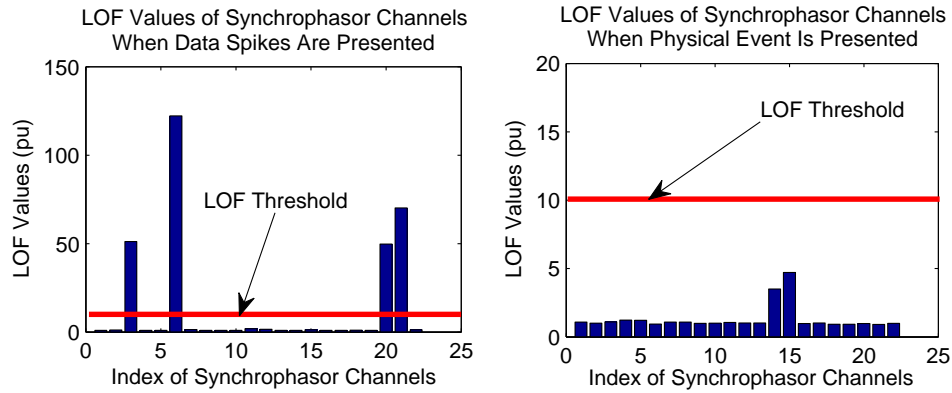 LOF Values of Synchrophasor Channels
When Data Spikes Are Presented
150
100
50
0
LOF Values (pu)
LOF Threshold
0 5 10 15 20 25
Index of Synchrophasor Channels
LOF Values of Synchrophasor Channels
When Physical Event Is Presented
20
15
10
5
0
LOF Values (pu)
LOF Threshold
0 5 10 15 20 25
Index of Synchrophasor Channels